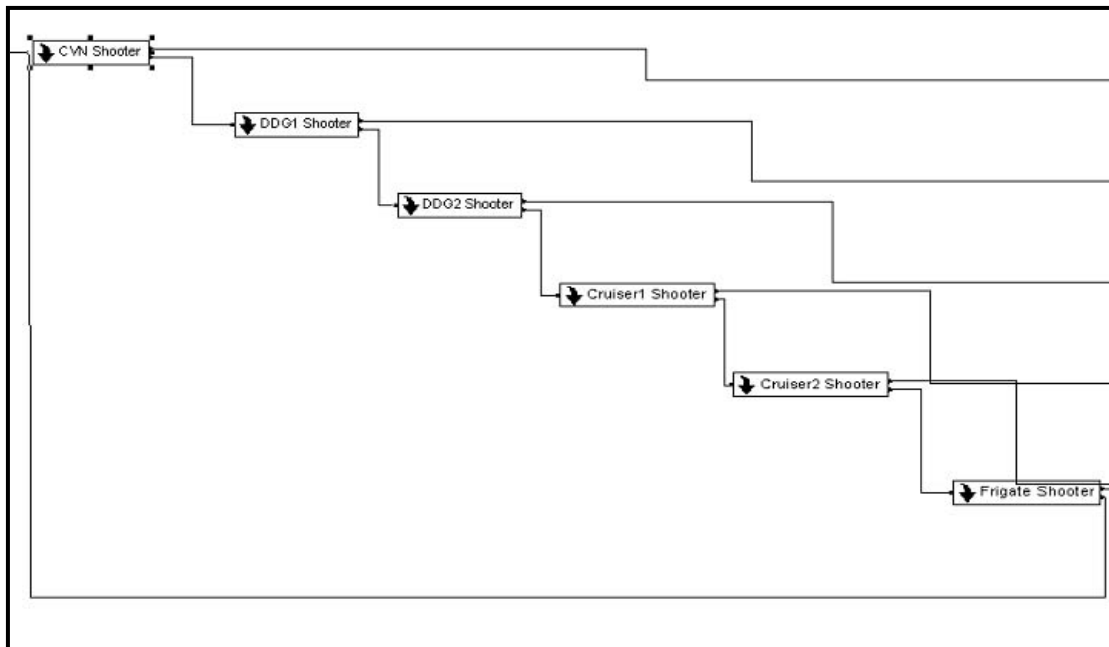 CVN Shooter
DDG1 Shooter
DDG2 Shooter
Cruiser1 Shooter
Cruiser2 Shooter
Frigate Shooter